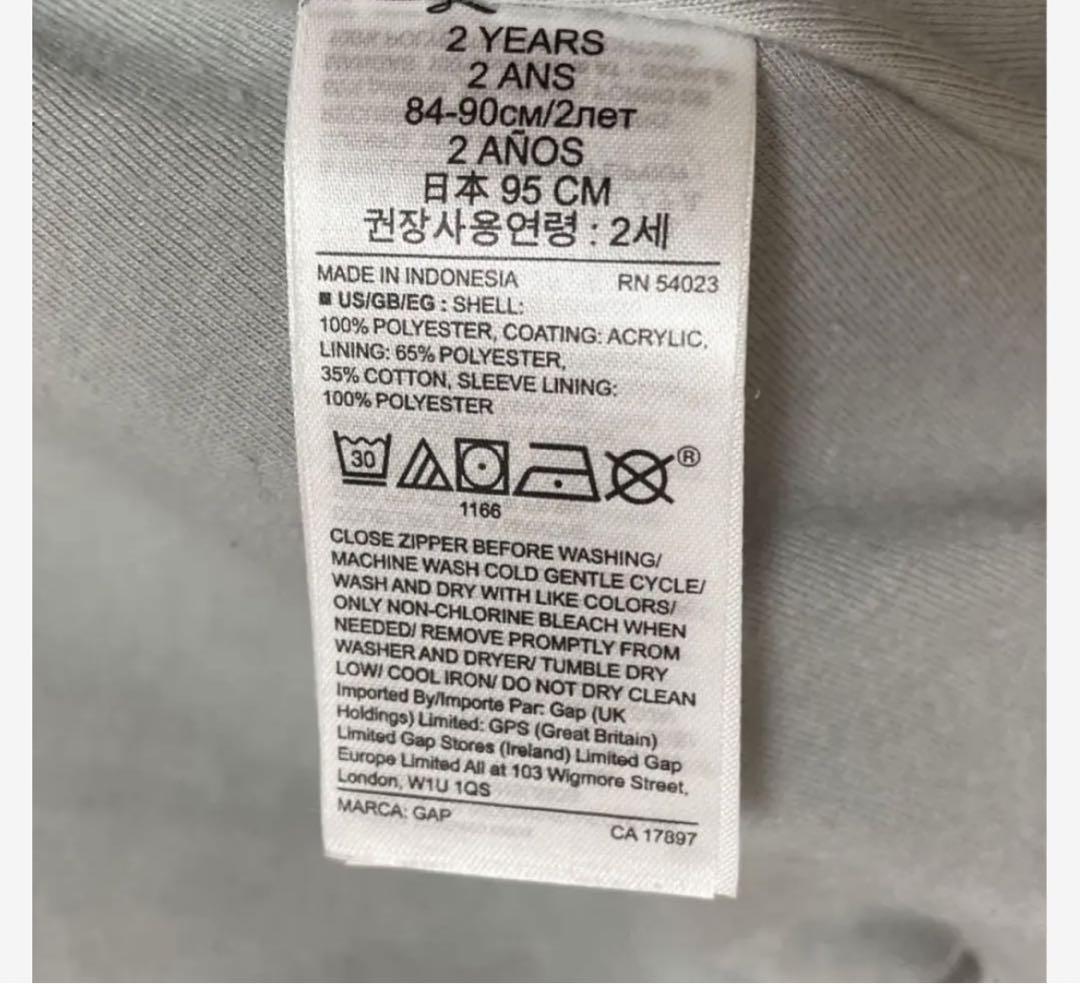 2 YEARS
2 ANS
84-90см/2лет
2 AÑOS
日本 95 CM
권장사용연령 : 2세
MADE IN INDONESIA RN 54023
US/GB/EG : SHELL:
100% POLYESTER, COATING: ACRYLIC,
LINING: 65% POLYESTER,
35% COTTON, SLEEVE LINING:
100% POLYESTER
30 ®
1166
CLOSE ZIPPER BEFORE WASHING/
MACHINE WASH COLD GENTLE CYCLE/
WASH AND DRY WITH LIKE COLORS/
ONLY NON-CHLORINE BLEACH WHEN
NEEDED/ REMOVE PROMPTLY FROM
WASHER AND DRYER/ TUMBLE DRY
LOW/ COOL IRON/ DO NOT DRY CLEAN
Imported By/Importe Par: Gap (UK
Holdings) Limited: GPS (Great Britain)
Limited Gap Stores (Ireland) Limited Gap
Europe Limited All at 103 Wigmore Street,
London, W1U 1QS
MARCA: GAP CA 17897